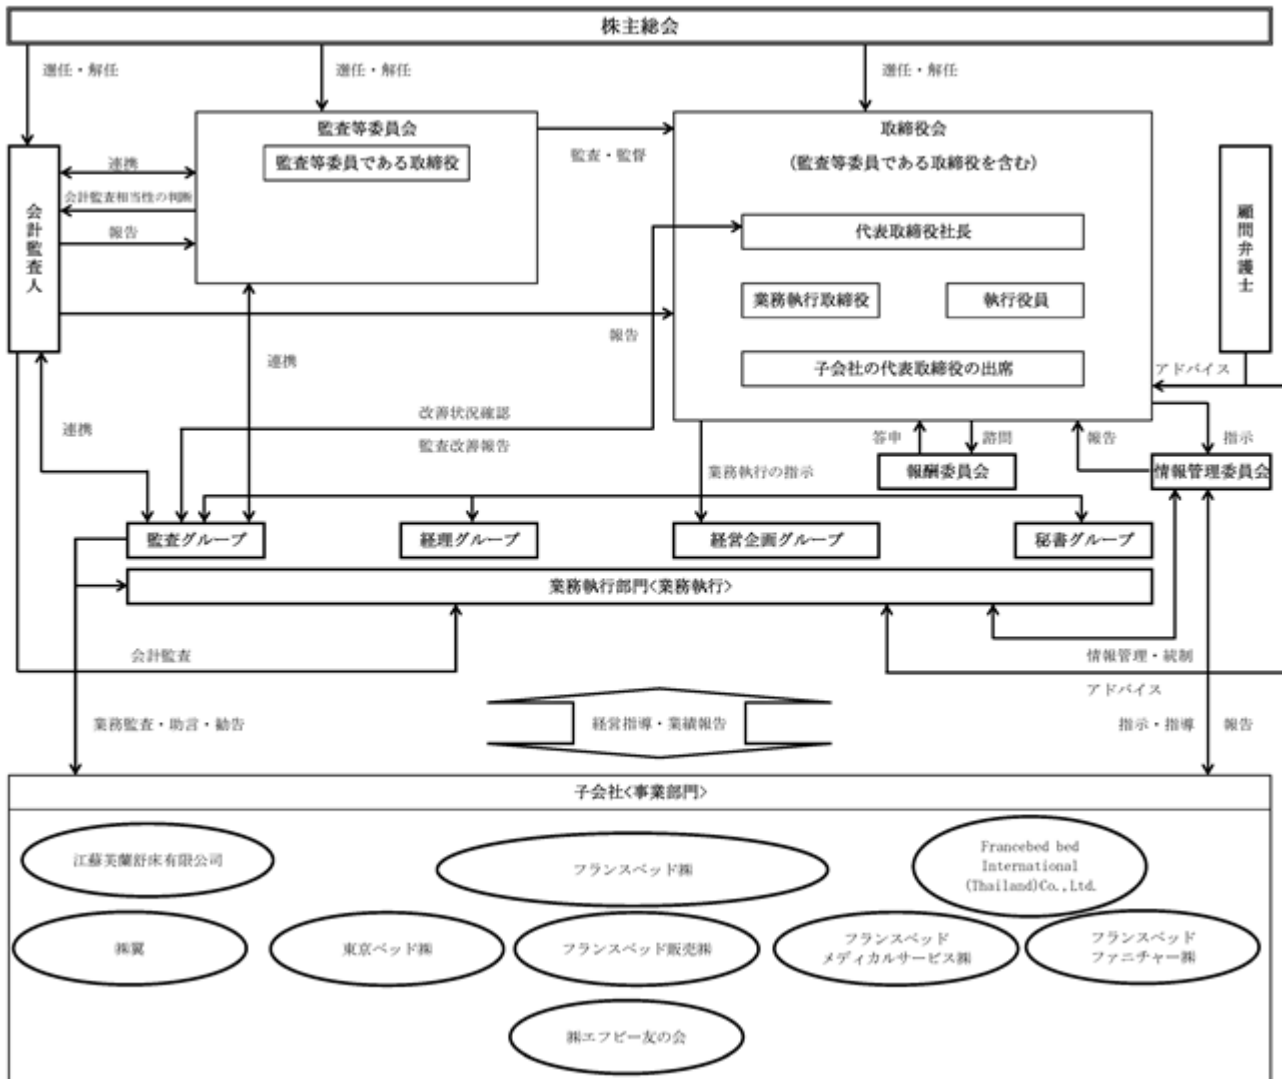 株主総会
選任・解任
選任・解任
選任・解任
監査等委員会
監査等委員である取締役
監査・監督
取締役会
(監査等委員である取締役を含む)
連携
会計監査相当性の判断
報告
会計監査人
顧問弁護士
代表取締役社長
業務執行取締役
執行役員
報告
子会社の代表取締役の出席
連携
アドバイス
改善状況確認
監査改善報告
連携
答申
諮問
報告
指示
業務執行の指示
報酬委員会
情報管理委員会
監査グループ
経理グループ
経営企画グループ
秘書グループ
業務執行部門<業務執行>
会計監査
情報管理・統制
アドバイス
業務監査・助言・勧告
経営指導・業績報告
指示・指導
報告
子会社<事業部門>
江蘇芙蘭舒床有限公司
フランスベッド㈱
Francebed bed
International
(Thailand)Co.,Ltd.
㈱翼
東京ベッド㈱
フランスベッド販売㈱
フランスベッド
メディカルサービス㈱
フランスベッド
ファニチャー㈱
㈱エフビー友の会